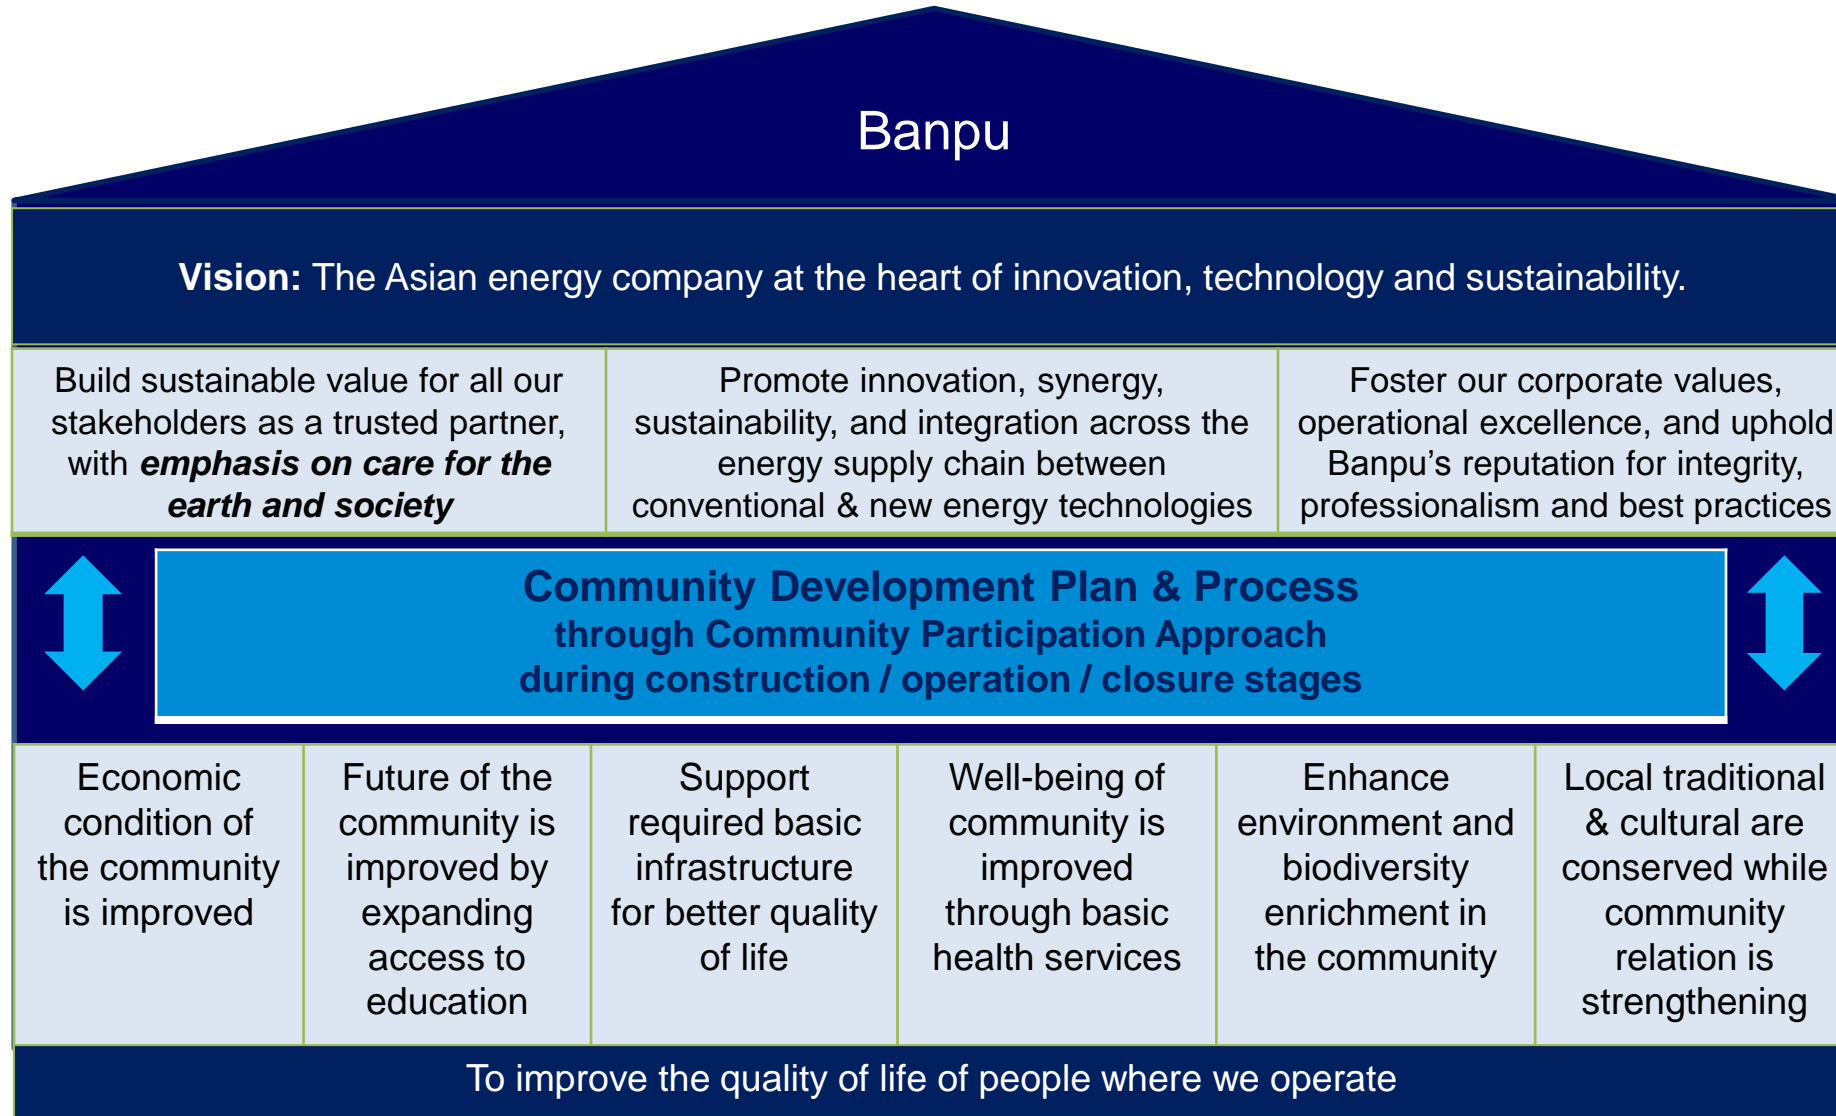 Banpu
Vision: The Asian energy company at the heart of innovation, technology and sustainability.
Build sustainable value for all our
stakeholders as a trusted partner,
with emphasis on care for the
earth and society
Promote innovation, synergy,
sustainability, and integration across the
energy supply chain between
conventional & new energy technologies
Foster our corporate values,
operational excellence, and uphold
Banpu’s reputation for integrity,
professionalism and best practices
Community Development Plan & Process
through Community Participation Approach
during construction / operation / closure stages
Economic
condition of
the community
is improved
Future of the
community is
improved by
expanding
access to
education
Support
required basic
infrastructure
for better quality
of life
Well-being of
community is
improved
through basic
health services
Enhance
environment and
biodiversity
enrichment in
the community
Local traditional
& cultural are
conserved while
community
relation is
strengthening
To improve the quality of life of people where we operate